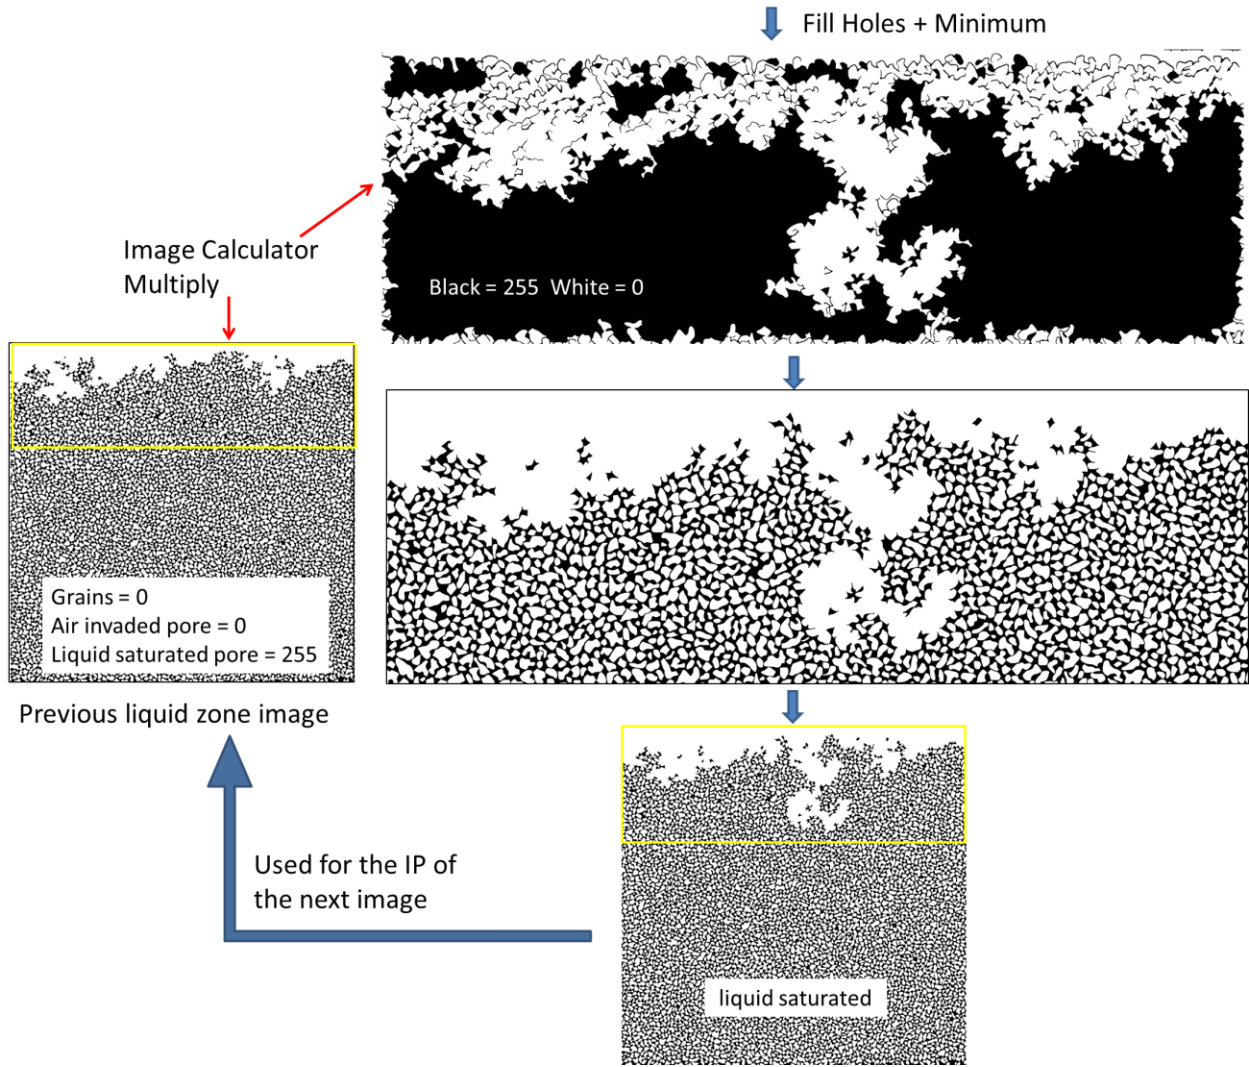 Fill Holes + Minimum
Image Calculator
Multiply
Black = 255 White = 0
Grains = 0
Air invaded pore = 0
Liquid saturated pore = 255
Previous liquid zone image
Used for the IP of
the next image
liquid saturated